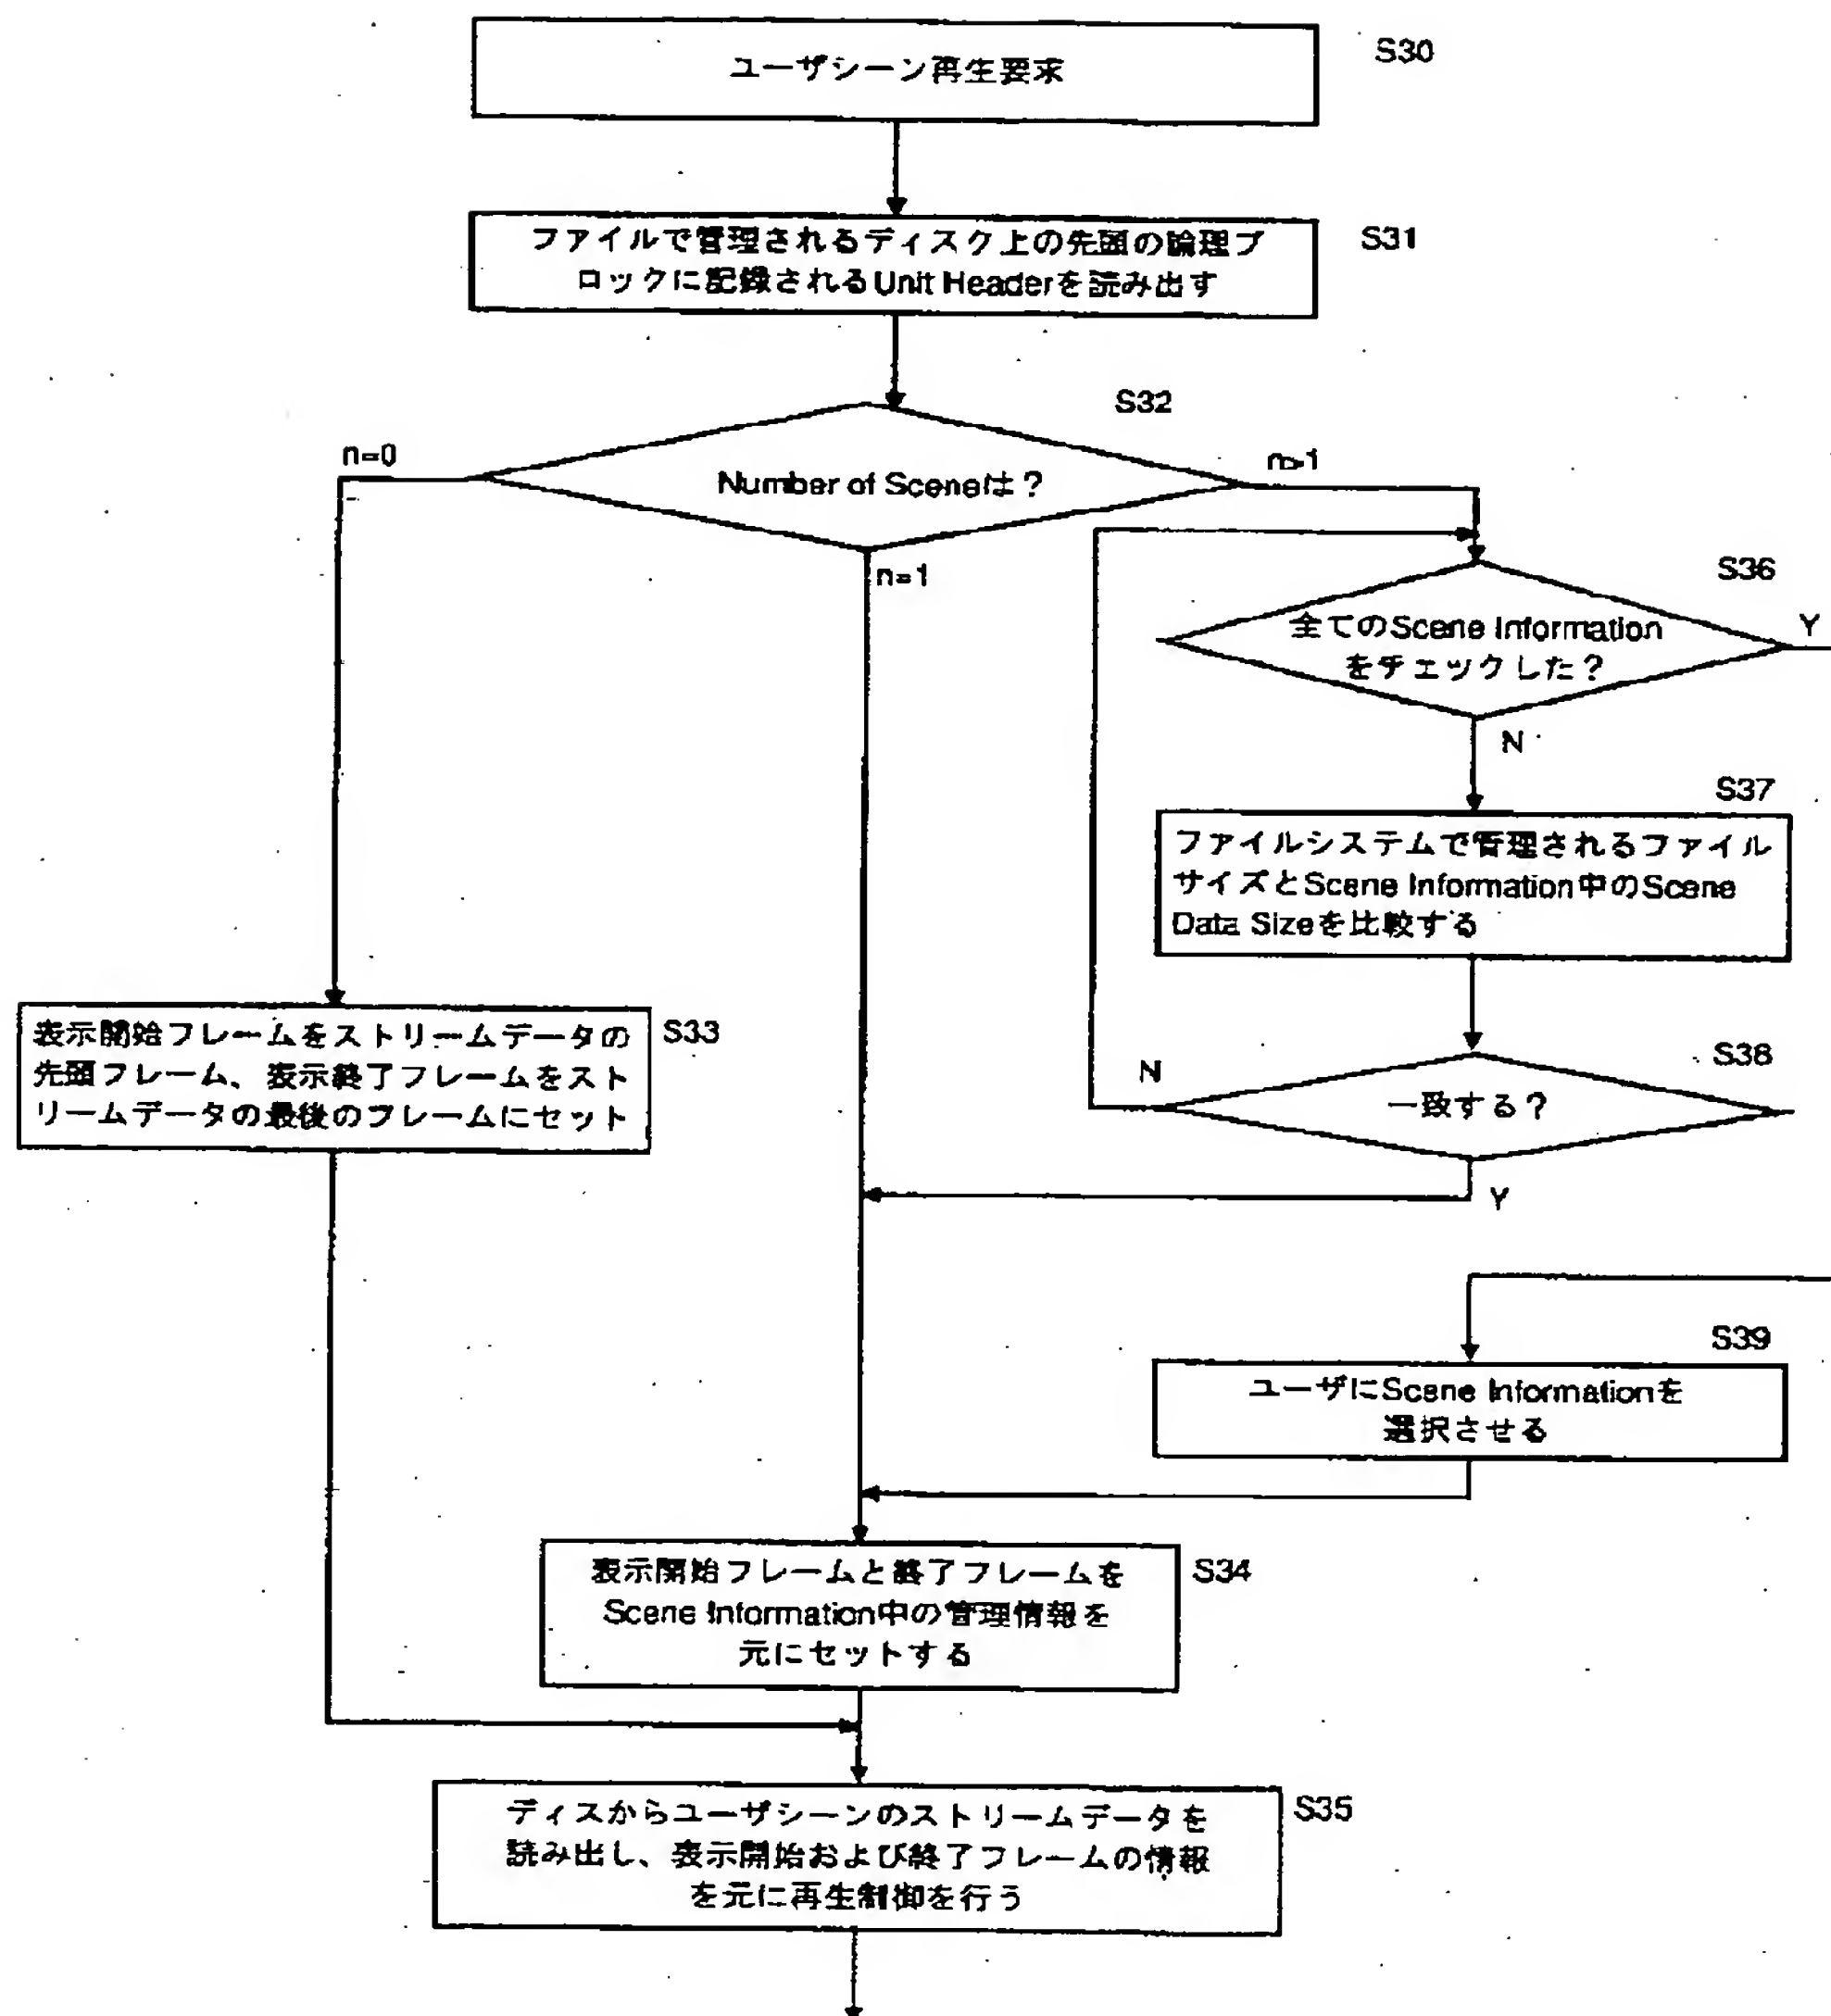 ユーザシーン再生要求
S30
ファイルで管理されるディスク上の先頭の論理ブ
ロックに記録されるUnit Headerを読み出す
S31
S32
n=0
Number of Sceneは?
n>1
n=1
S36
全てのScene Information
をチェックした?
Y
N
S37
ファイルシステムで管理されるファイル
サイズとScene Information中のScene
Data Sizeを比較する
表示開始フレームをストリームデータの
先頭フレーム、表示終了フレームをスト
リームデータの最後のフレームにセット
S33
S38
N
一致する?
Y
S39
ユーザにScene Informationを
選択させる
表示開始フレームと終了フレームを
Scene Information中の管理情報を
元にセットする
S34
ディスからユーザシーンのストリームデータを
読み出し、表示開始および終了フレームの情報
を元に再生制御を行う
S35